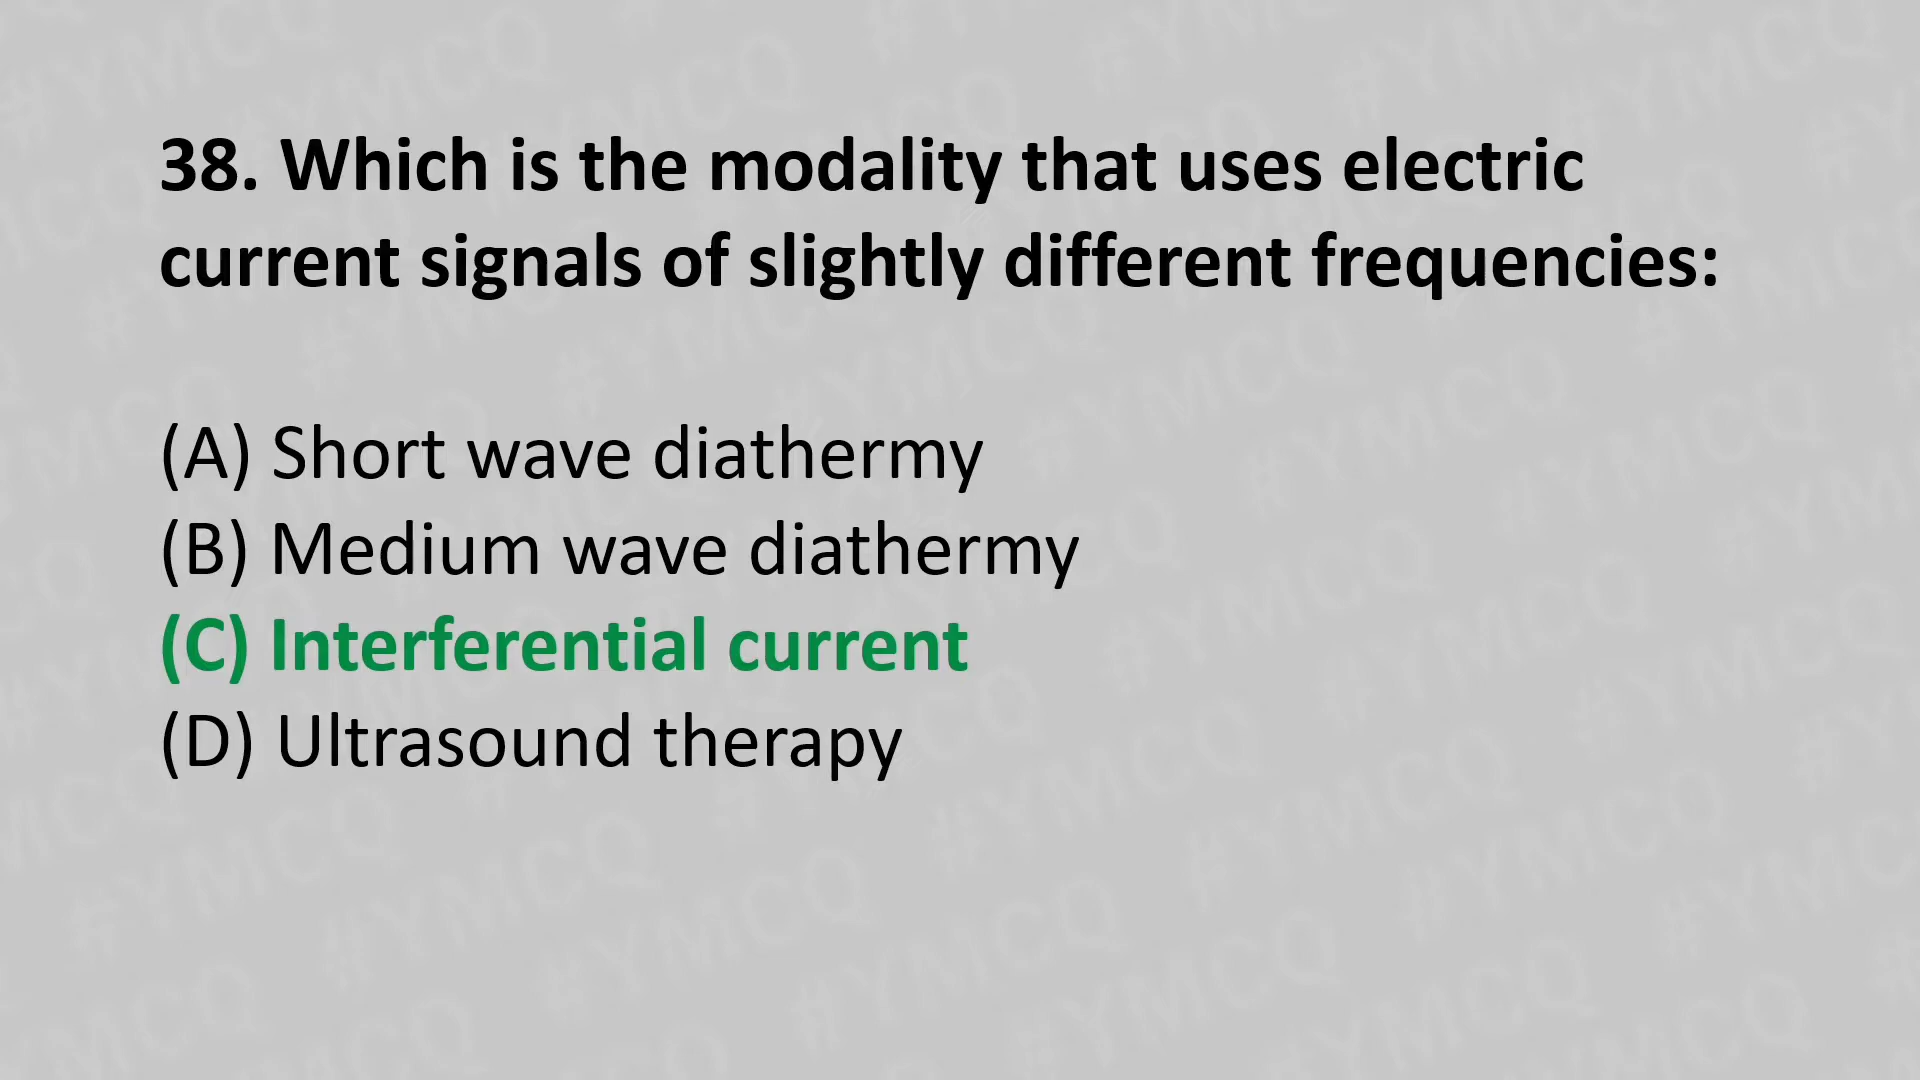 38. Which is the modality that uses electric
current signals of slightly different frequencies:
(A) Short wave diathermy
(B) Medium wave diathermy
(C) Interferential current
(D) Ultrasound therapy
#YMCQ